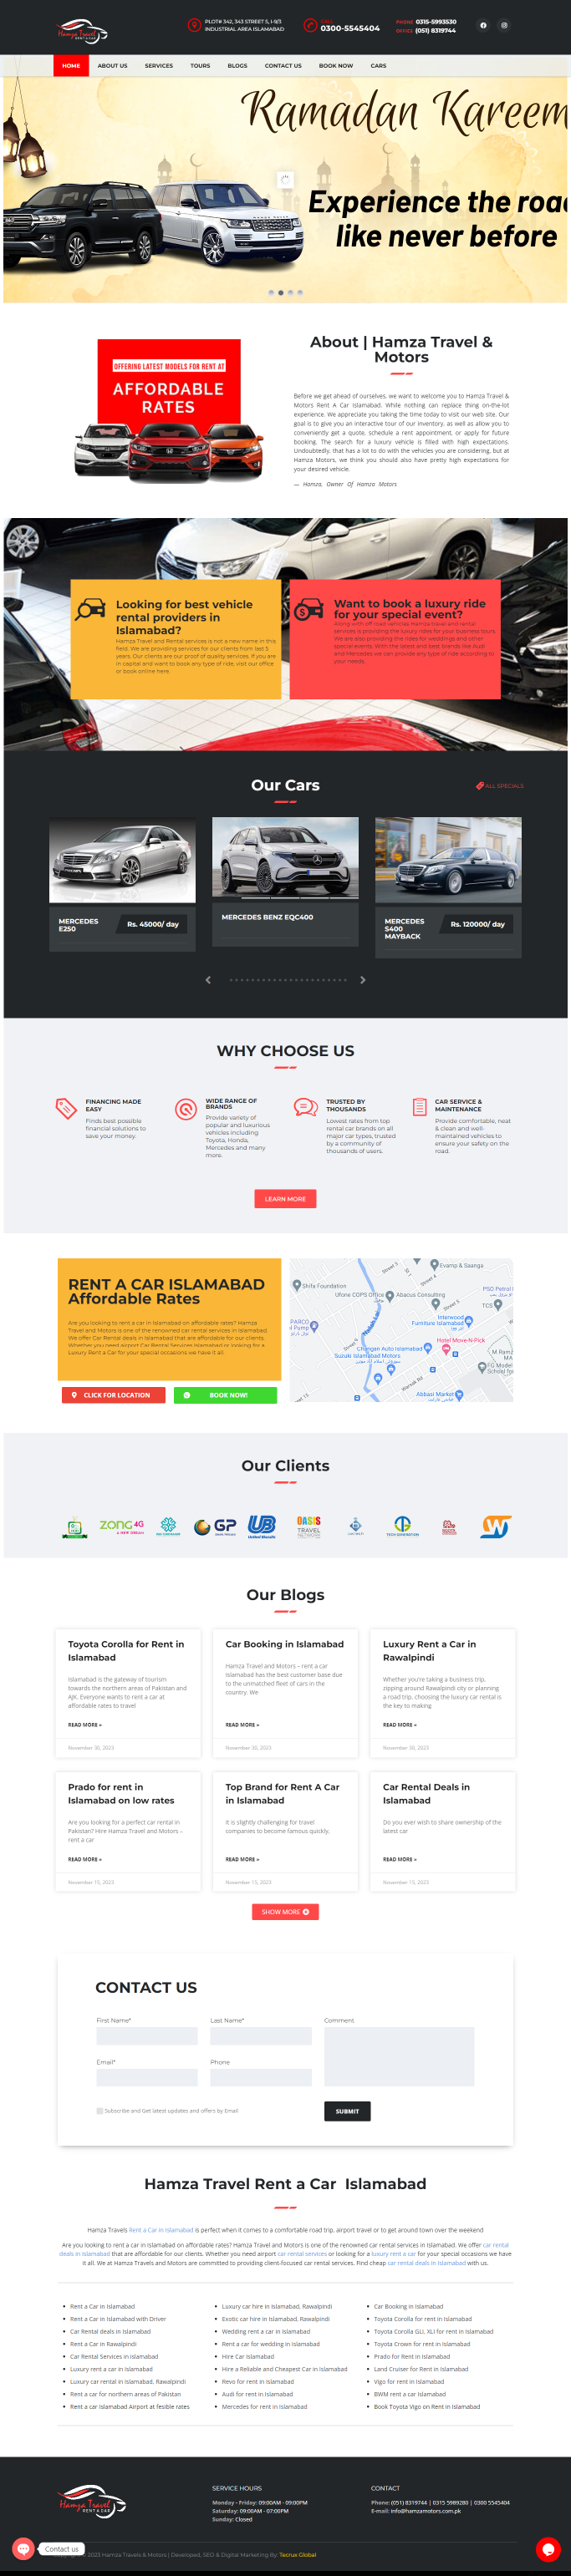 Hamza Travel
RENT A CAR
PLOT# 342, 343 STREET 5, I-9/3
INDUSTRIAL AREA ISLAMABAD
CALL
0300-5545404
PHONE 0315-5993530
OFFICE (051) 8319744
HOME
ABOUT US
SERVICES
TOURS
BLOGS
CONTACT US
BOOK NOW
CARS
Ramadan Kareem
Experience the roa
like never before
OFFERING LATEST MODELS FOR RENT AT
AFFORDABLE
RATES
About | Hamza Travel &
Motors
Before we get ahead of ourselves, we want to welcome you to Hamza Travel &
Motors Rent A Car Islamabad. While nothing can replace thing on-the-lot
experience. We appreciate you taking the time today to visit our web site. Our
goal is to give you an interactive tour of our inventory, as well as allow you to
conveniently get a quote, schedule a rent appointment, or apply for future
booking. The search for a luxury vehicle is filled with high expectations.
Undoubtedly, that has a lot to do with the vehicles you are considering, but at
Hamza Motors, we think you should also have pretty high expectations for
your desired vehicle.
— Hamza, Owner Of Hamza Motors
Looking for best vehicle
rental providers in
Islamabad?
Hamza Travel and Rental services is not a new name in this
field. We are providing services for our clients from last 5
years. Our clients are our proof of quality services. If you are
in capital and want to book any type of ride, visit our office
or book online here.
Want to book a luxury ride
for your special event?
Along with off road vehicles Hamza travel and rental
services is providing the luxury rides for business tours.
We are also providing the rides for weddings and other
special events. With the latest and best brands like Audi
and Mercedes we can provide any type of ride according to
your needs.
Our Cars
ALL SPECIALS
MERCEDES
E250
Rs. 45000/ day
MERCEDES BENZ EQC400
MERCEDES
S400
MAYBACK
Rs. 120000/ day
WHY CHOOSE US
FINANCING MADE
EASY
Finds best possible
financial solutions to
save your money.
WIDE RANGE OF
BRANDS
Provide variety of
popular and luxurious
vehicles including
Toyota, Honda,
Mercedes and many
more.
TRUSTED BY
THOUSANDS
Lowest rates from top
rental car brands on all
major car types, trusted
by a community of
thousands of users.
CAR SERVICE &
MAINTENANCE
Provide comfortable, neat
& clean and well-
maintained vehicles to
ensure your safety on the
road.
LEARN MORE
RENT A CAR ISLAMABAD
Affordable Rates
Are you looking to rent a car in Islamabad on affordable rates? Hamza
Travel and Motors is one of the renowned car rental services in Islamabad.
We offer Car Rental deals in Islamabad that are affordable for our clients.
Whether you need airport Car Rental Services Islamabad or looking for a
Luxury Rent a Car for your special occasions we have it all.
CLICK FOR LOCATION
BOOK NOW!
Street 5
Street 4
Evamp & Saanga
Shifa Foundation
Ufone COPS Office
Abacus Consulting
PSO Petrol
TCS
Street 5
PARCO
Pump
Interwood
Furniture Islamabad
Changan Auto Islamabad
Hotel More-N-Pick
Suzuki Islamabad Motors
M Ramz
MA
FG Model
School fo
Abbasi Market
Our Clients
ZONG 4G
A NEW DREAM
GP
UB
United Biscuits
OASIS
TRAVEL
NETWORK
TECH GENERATION
W
Our Blogs
Toyota Corolla for Rent in
Islamabad
Islamabad is the gateway of tourism
towards the northern areas of Pakistan and
AJK. Everyone wants to rent a car at
affordable rates to travel
READ MORE »
November 30, 2023
Car Booking in Islamabad
Hamza Travel and Motors – rent a car
Islamabad has the best customer base due
to the unmatched fleet of cars in the
country. We
READ MORE »
November 30, 2023
Luxury Rent a Car in
Rawalpindi
Whether you're taking a business trip,
zipping around Rawalpindi city or planning
a road trip, choosing the luxury car rental is
the key to making
READ MORE »
November 30, 2023
Prado for rent in
Islamabad on low rates
Are you looking for a perfect car rental in
Pakistan? Hire Hamza Travel and Motors –
rent a car
READ MORE »
November 15, 2023
Top Brand for Rent A Car
in Islamabad
It is slightly challenging for travel
companies to become famous quickly,
READ MORE »
November 15, 2023
Car Rental Deals in
Islamabad
Do you ever wish to share ownership of the
latest car
READ MORE »
November 15, 2023
SHOW MORE
CONTACT US
First Name*
Last Name*
Comment
Email*
Phone
Subscribe and Get latest updates and offers by Email
SUBMIT
Hamza Travel Rent a Car Islamabad
Hamza Travels Rent a Car in Islamabad is perfect when it comes to a comfortable road trip, airport travel or to get around town over the weekend
Are you looking to rent a car in Islamabad on affordable rates? Hamza Travel and Motors is one of the renowned car rental services in Islamabad. We offer car rental
deals in Islamabad that are affordable for our clients. Whether you need airport car rental services or looking for a luxury rent a car for your special occasions we have
it all. We at Hamza Travels and Motors are committed to providing client-focused car rental services. Find cheap car rental deals in Islamabad with us.
Rent a Car in Islamabad
Rent a Car in Islamabad with Driver
Car Rental deals in Islamabad
Rent a Car in Rawalpindi
Car Rental Services in Islamabad
Luxury rent a car in Islamabad
Luxury car rental in Islamabad, Rawalpindi
Rent a car for northern areas of Pakistan
Rent a car Islamabad Airport at fesible rates
Luxury car hire in Islamabad, Rawalpindi
Exotic car hire in Islamabad, Rawalpindi
Wedding rent a car in Islamabad
Rent a car for wedding in Islamabad
Hire Car Islamabad
Hire a Reliable and Cheapest Car in Islamabad
Revo for rent in Islamabad
Audi for rent in Islamabad
Mercedes for rent in Islamabad
Car Booking in Islamabad
Toyota Corolla for rent in Islamabad
Toyota Corolla GLI, XLI for rent in Islamabad
Toyota Crown for rent in Islamabad
Prado for Rent in Islamabad
Land Cruiser for Rent in Islamabad
Vigo for rent in Islamabad
BWM rent a car Islamabad
Book Toyota Vigo on Rent in Islamabad
Hamza Travel
RENT A CAR
SERVICE HOURS
Monday - Friday: 09:00AM - 09:00PM
Saturday: 09:00AM - 07:00PM
Sunday: Closed
CONTACT
Phone: (051) 8319744 | 0315 5989280 | 0300 5545404
E-mail: info@hamzamotors.com.pk
Contact us
2023 Hamza Travels & Motors | Developed, SEO & Digital Marketing By Tecrux Global